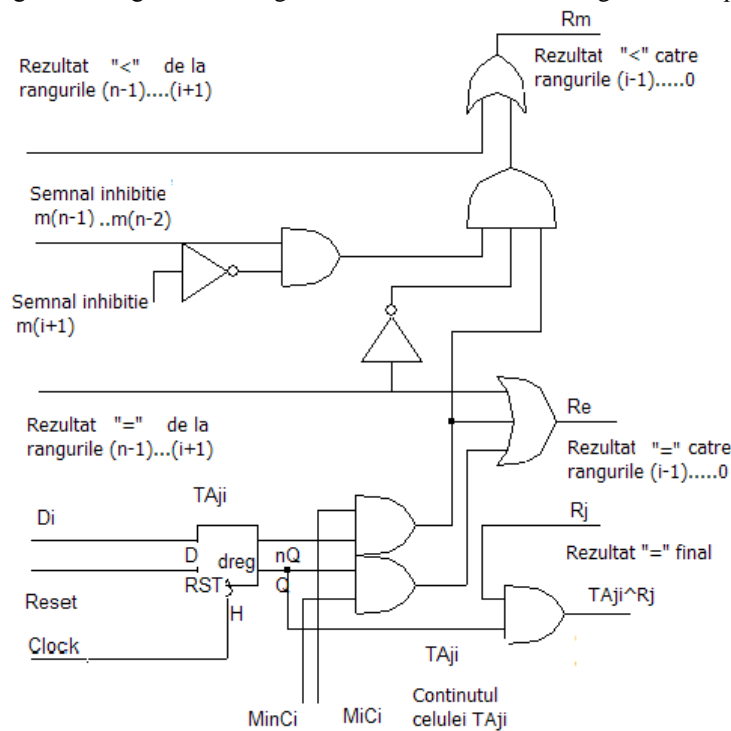 Rm
Rezultat "<" de la
rangurile (n-1)....(i+1)
Rezultat "<" catre
rangurile (i-1).....0
Semnal inhibitie
m(n-1) ..m(n-2)
Semnal inhibitie
m(i+1)
Rezultat "=" de la
rangurile (n-1)...(i+1)
Re
Rezultat "=" catre
rangurile (i-1).....0
TAji
Di
D
dreg
nQ
RST
Q
H
Reset
Clock
Rj
Rezultat "=" final
TAji^Rj
TAji
Continutul
celulei TAji
MinCi
MiCi